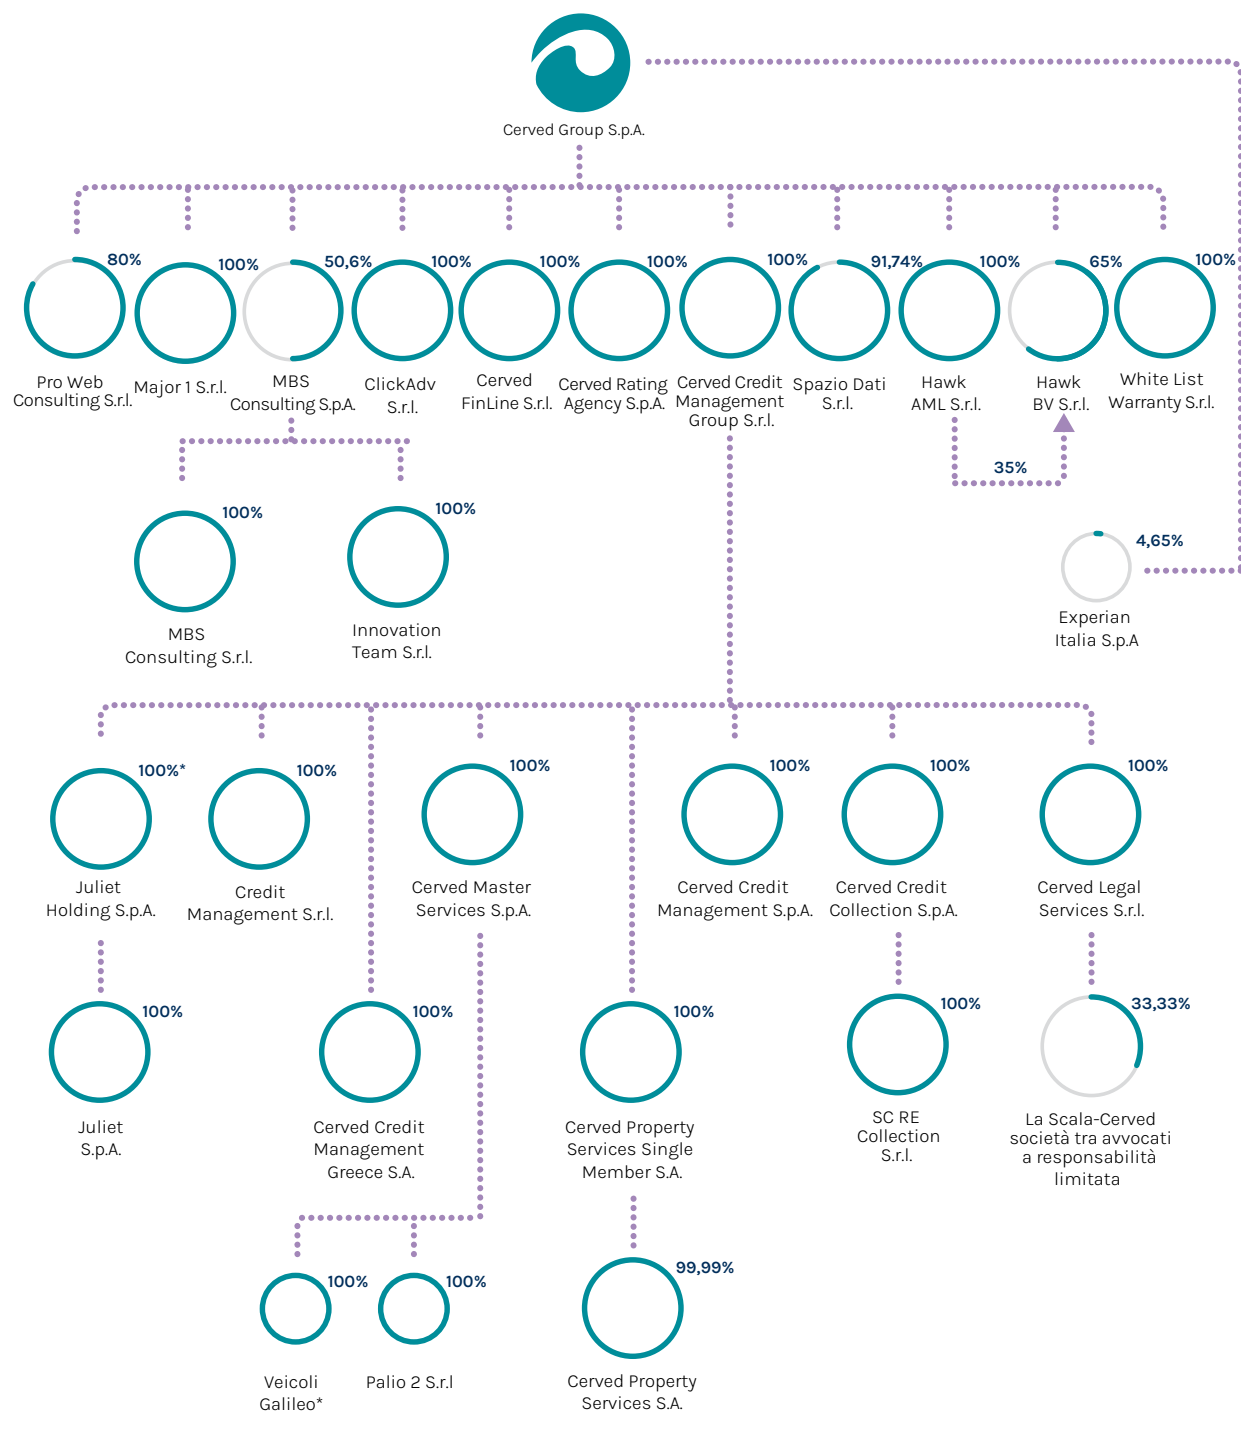 Cerved Group S.p.A.
80%
Pro Web
Consulting S.r.l.
100%
Major 1 S.r.l.
50,6%
MBS
Consulting S.p.A.
100%
ClickAdv
S.r.l.
100%
Cerved
FinLine S.r.l.
100%
Cerved Rating
Agency S.p.A.
100%
Cerved Credit
Management
Group S.r.l.
91,74%
Spazio Dati
S.r.l.
100%
Hawk
AML S.r.l.
65%
Hawk
BV S.r.l.
100%
White List
Warranty S.r.l.
35%
100%
MBS
Consulting S.r.l.
100%
Innovation
Team S.r.l.
4,65%
Experian
Italia S.p.A
100%*
Juliet
Holding S.p.A.
100%
Credit
Management S.r.l.
100%
Cerved Master
Services S.p.A.
100%
Cerved Credit
Management S.p.A.
100%
Cerved Credit
Collection S.p.A.
100%
Cerved Legal
Services S.r.l.
100%
Juliet
S.p.A.
100%
Cerved Credit
Management
Greece S.A.
100%
Cerved Property
Services Single
Member S.A.
100%
SC RE
Collection
S.r.l.
33,33%
La Scala-Cerved
società tra avvocati
a responsabilità
limitata
100%
Veicoli
Galileo*
100%
Palio 2 S.r.l
99,99%
Cerved Property
Services S.A.